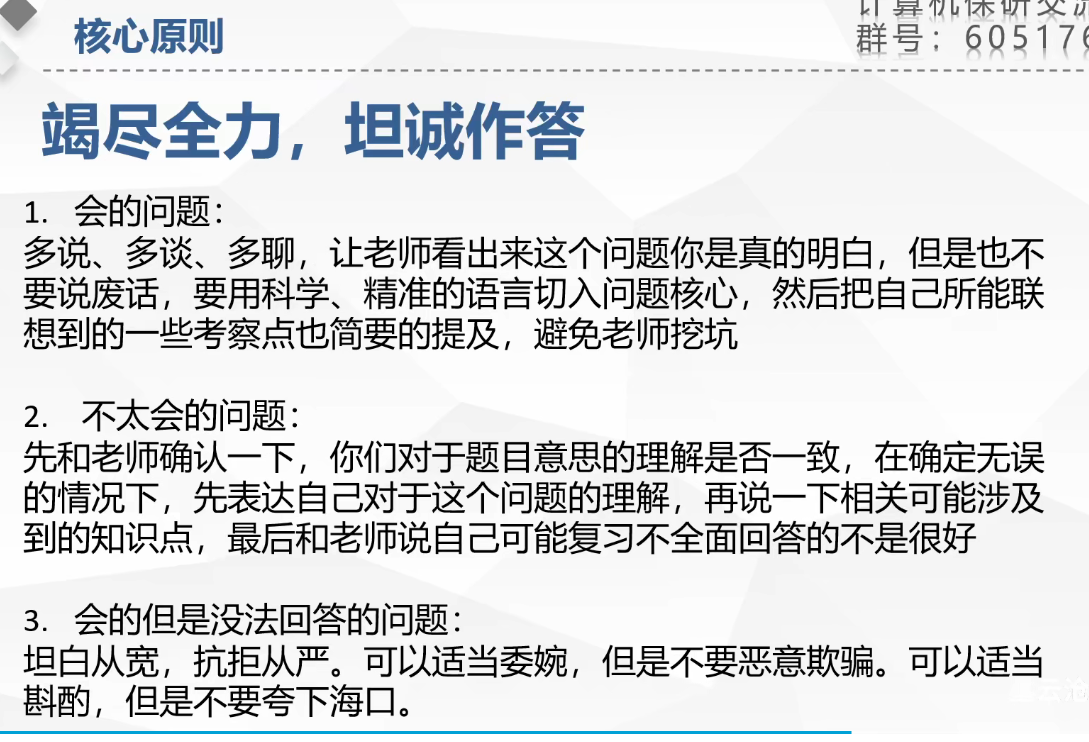 计算机保研交流
群号：605176
核心原则
竭尽全力，坦诚作答
1. 会的问题：
多说、多谈、多聊，让老师看出来这个问题你是真的明白，但是也不
要说废话，要用科学、精准的语言切入问题核心，然后把自己所能联
想到的一些考察点也简要的提及，避免老师挖坑
2. 不太会的问题：
先和老师确认一下，你们对于题目意思的理解是否一致，在确定无误
的情况下，先表达自己对于这个问题的理解，再说一下相关可能涉及
到的知识点，最后和老师说自己可能复习不全面回答的不是很好
3. 会的但是没法回答的问题：
坦白从宽，抗拒从严。可以适当委婉，但是不要恶意欺骗。可以适当
斟酌，但是不要夸下海口。